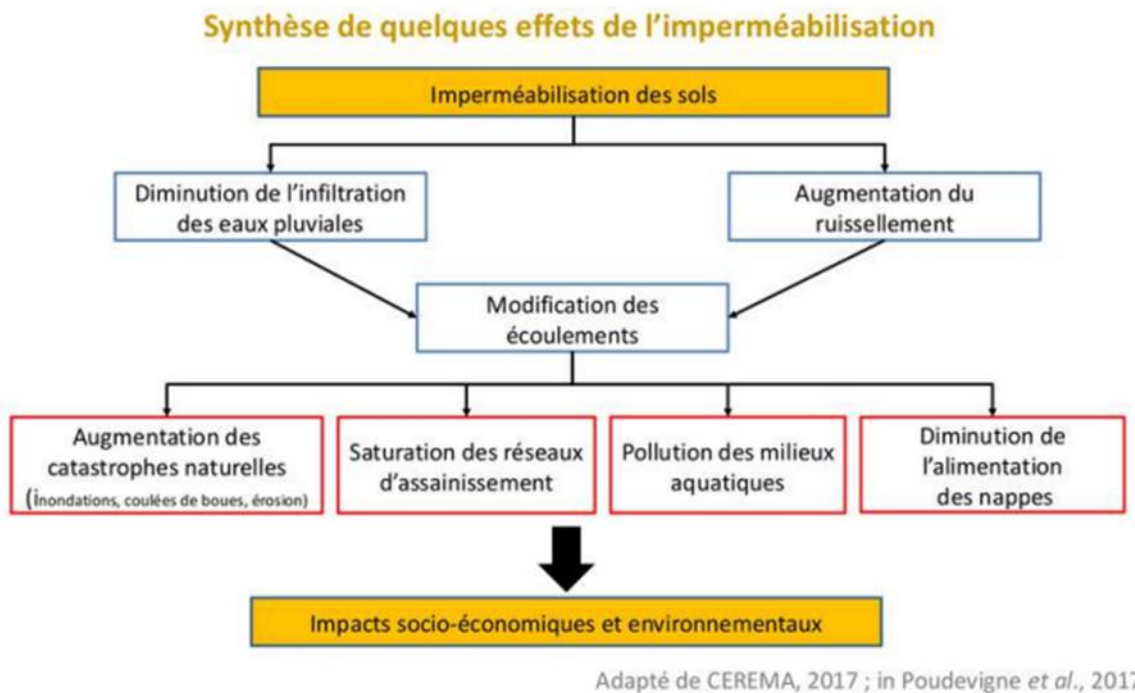 Synthèse de quelques effets de l'imperméabilisation
Imperméabilisation des sols
Diminution de l'infiltration
des eaux pluviales
Augmentation du
ruissellement
Modification des
écoulements
Augmentation des
catastrophes naturelles
(inondations, coulées de boues, érosion)
Saturation des réseaux
d'assainissement
Pollution des milieux
aquatiques
Diminution de
l'alimentation
des nappes
Impacts socio-économiques et environnementaux
Adapté de CEREMA, 2017 ; in Poudevigne et al., 2017